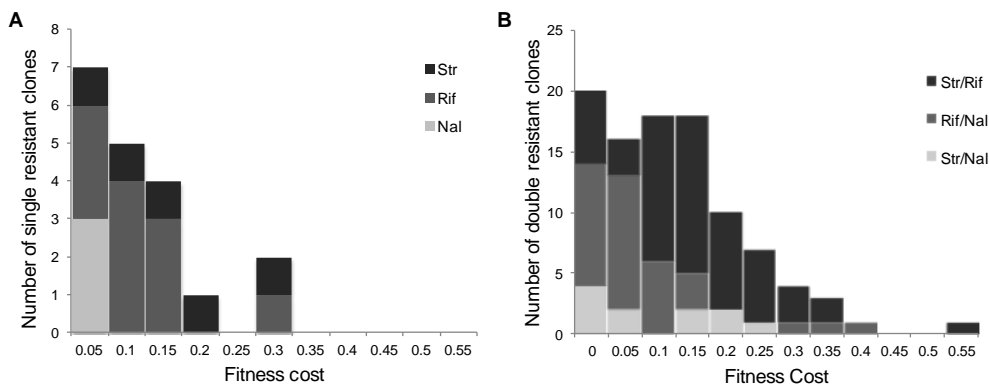 A
Number of single resistant clones
8
7
6
5
4
3
2
1
0
Str
Rif
Nal
0.05 0.1 0.15 0.2 0.25 0.3 0.35 0.4 0.45 0.5 0.55
Fitness cost
B
Number of double resistant clones
25
20
15
10
5
0
Str/Rif
Rif/Nal
Str/Nal
0 0.05 0.1 0.15 0.2 0.25 0.3 0.35 0.4 0.45 0.55
Fitness Cost